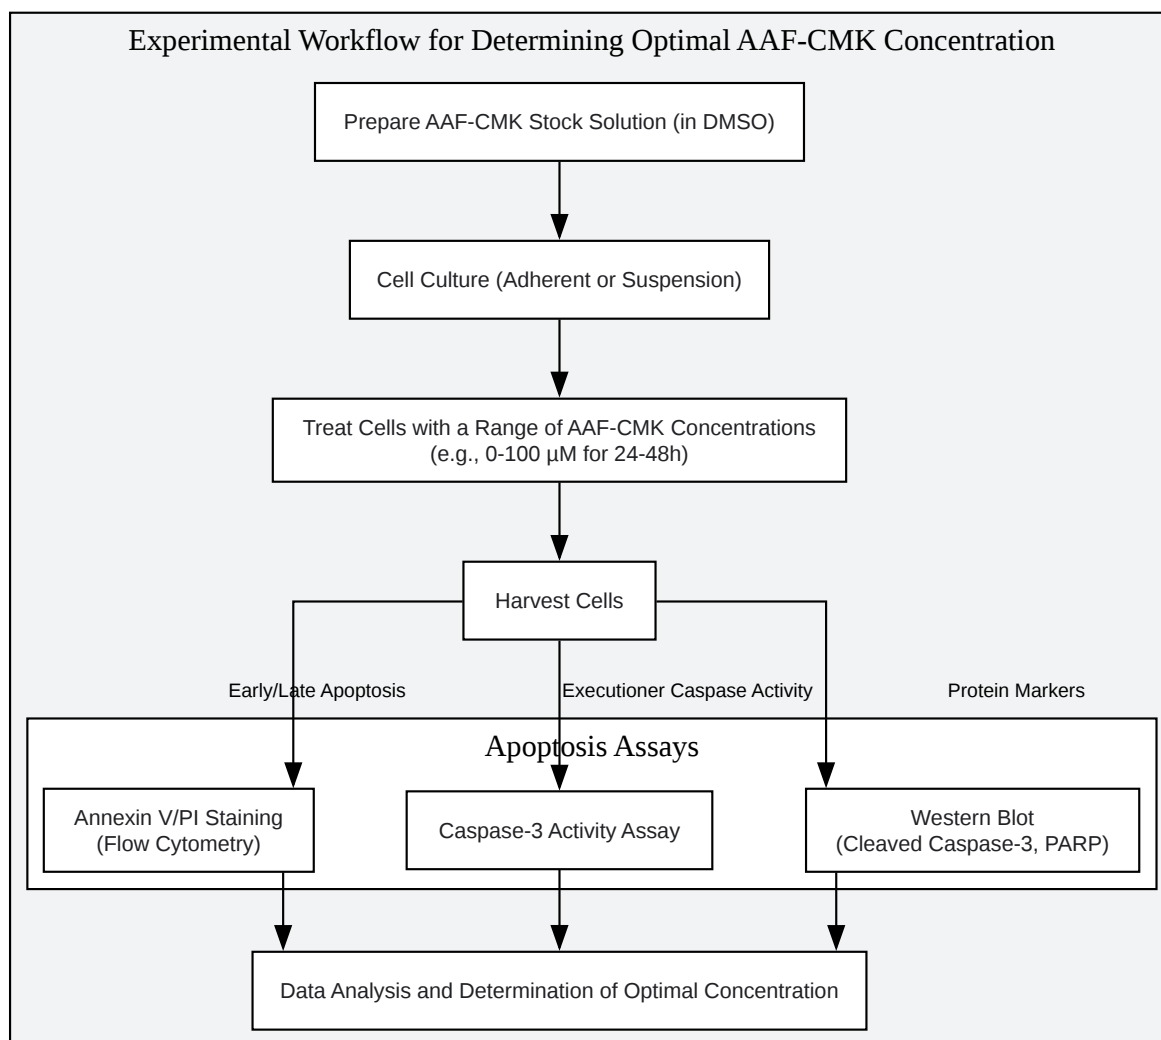 Experimental Workflow for Determining Optimal AAF-CMK Concentration
Prepare AAF-CMK Stock Solution (in DMSO)
Cell Culture (Adherent or Suspension)
Treat Cells with a Range of AAF-CMK Concentrations
(e.g., 0-100 µM for 24-48h)
Harvest Cells
Early/Late Apoptosis
Executioner Caspase Activity
Protein Markers
Apoptosis Assays
Annexin V/PI Staining
(Flow Cytometry)
Caspase-3 Activity Assay
Western Blot
(Cleaved Caspase-3, PARP)
Data Analysis and Determination of Optimal Concentration